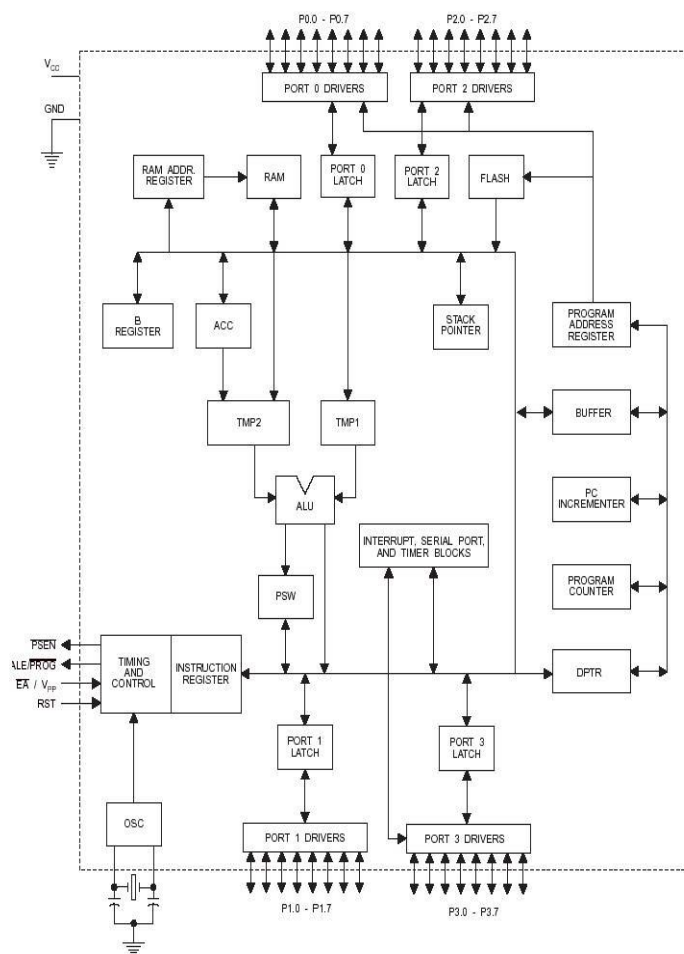 P0.0 - P0.7
P2.0 - P2.7
VCC
GND
PORT 0 DRIVERS
PORT 2 DRIVERS
RAM ADDR.
REGISTER
RAM
PORT 0
LATCH
PORT 2
LATCH
FLASH
B
REGISTER
ACC
STACK
POINTER
PROGRAM
ADDRESS
REGISTER
TMP2
TMP1
BUFFER
ALU
PC
INCREMENTER
INTERRUPT, SERIAL PORT,
AND TIMER BLOCKS
PSW
PROGRAM
COUNTER
PSEN
ALE/PROG
EA / VPP
RST
TIMING
AND
CONTROL
INSTRUCTION
REGISTER
DPTR
PORT 1
LATCH
PORT 3
LATCH
OSC
PORT 1 DRIVERS
PORT 3 DRIVERS
P1.0 - P1.7
P3.0 - P3.7